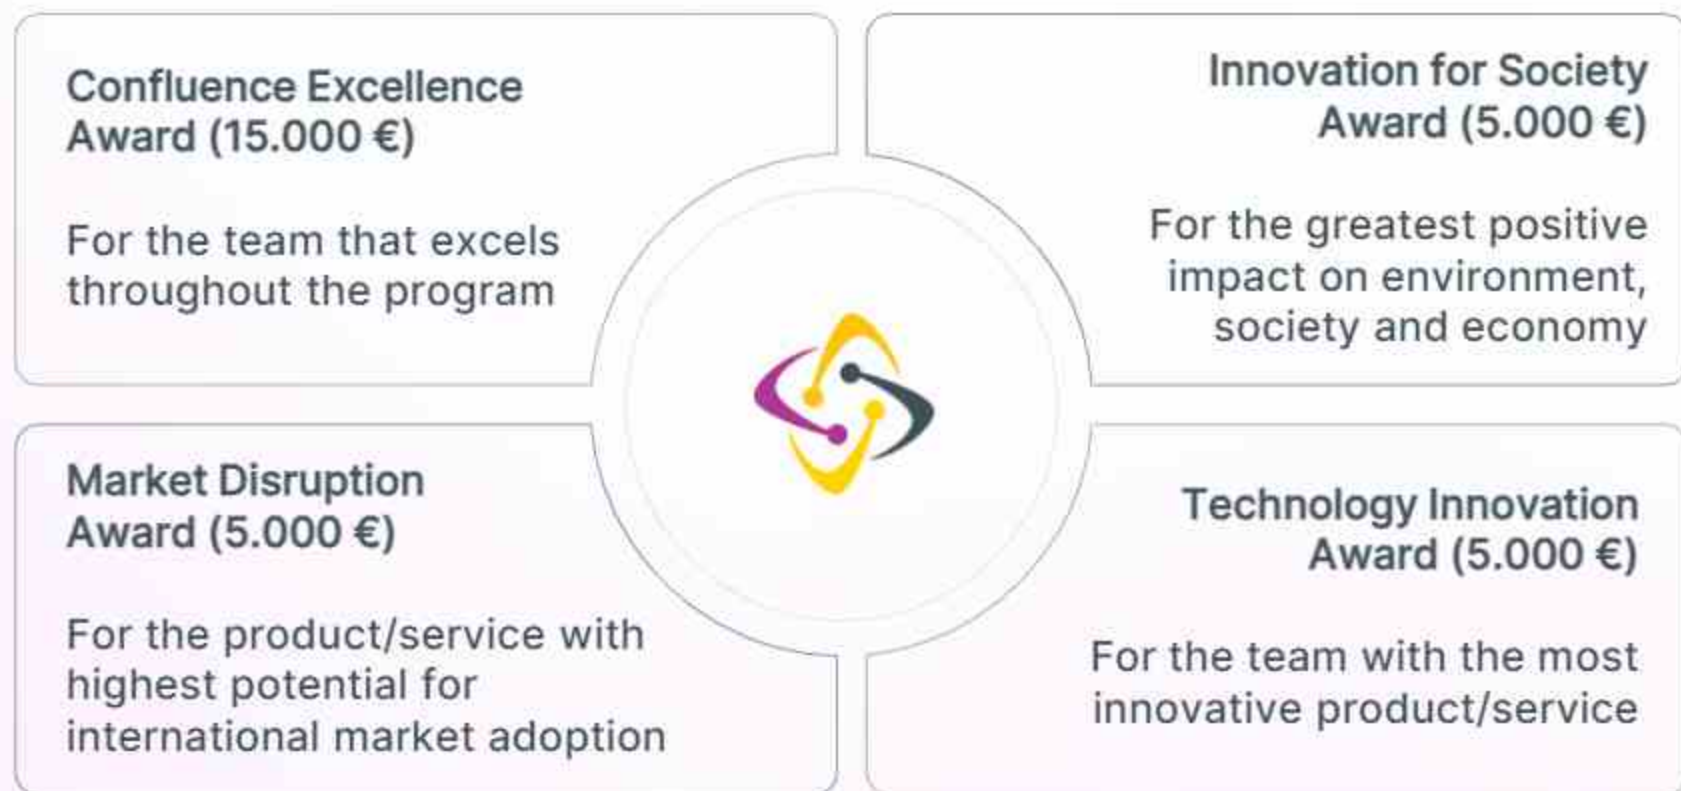 Confluence Excellence
Award (15.000 €)
For the team that excels
throughout the program
Innovation for Society
Award (5.000 €)
For the greatest positive
impact on environment,
society and economy
Market Disruption
Award (5.000 €)
For the product/service with
highest potential for
international market adoption
Technology Innovation
Award (5.000 €)
For the team with the most
innovative product/service